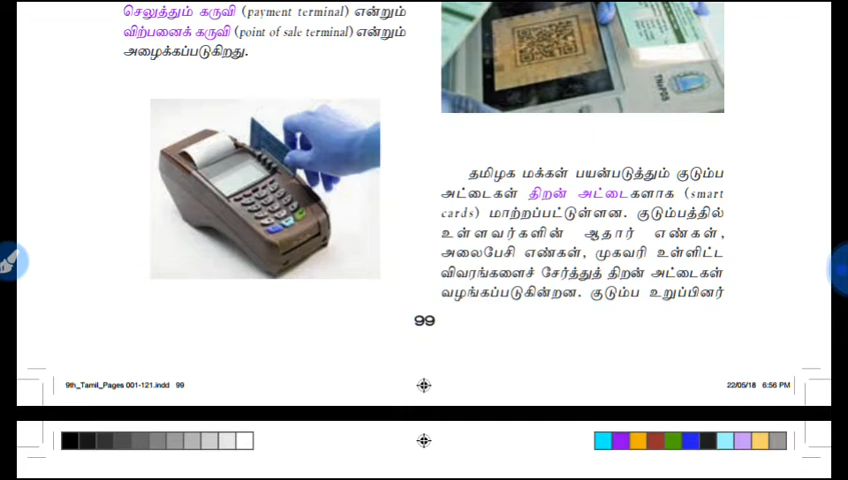 செலுத்தும் கருவி (payment terminal) என்றும்
விற்பனைக் கருவி (point of sale terminal) என்றும்
அழைக்கப்படுகிறது.
TNePDS
தமிழக மக்கள் பயன்படுத்தும் குடும்ப
அட்டைகள் திறன் அட்டைகளாக (smart
cards) மாற்றப்பட்டுள்ளன. குடும்பத்தில்
உள்ளவர்களின் ஆதார் எண்கள்,
அலைபேசி எண்கள், முகவரி உள்ளிட்ட
விவரங்களைச் சேர்த்துத் திறன் அட்டைகள்
வழங்கப்படுகின்றன. குடும்ப உறுப்பினர்
99
9th_Tamil_Pages 001-121.indd 99
22/05/18 6:56 PM